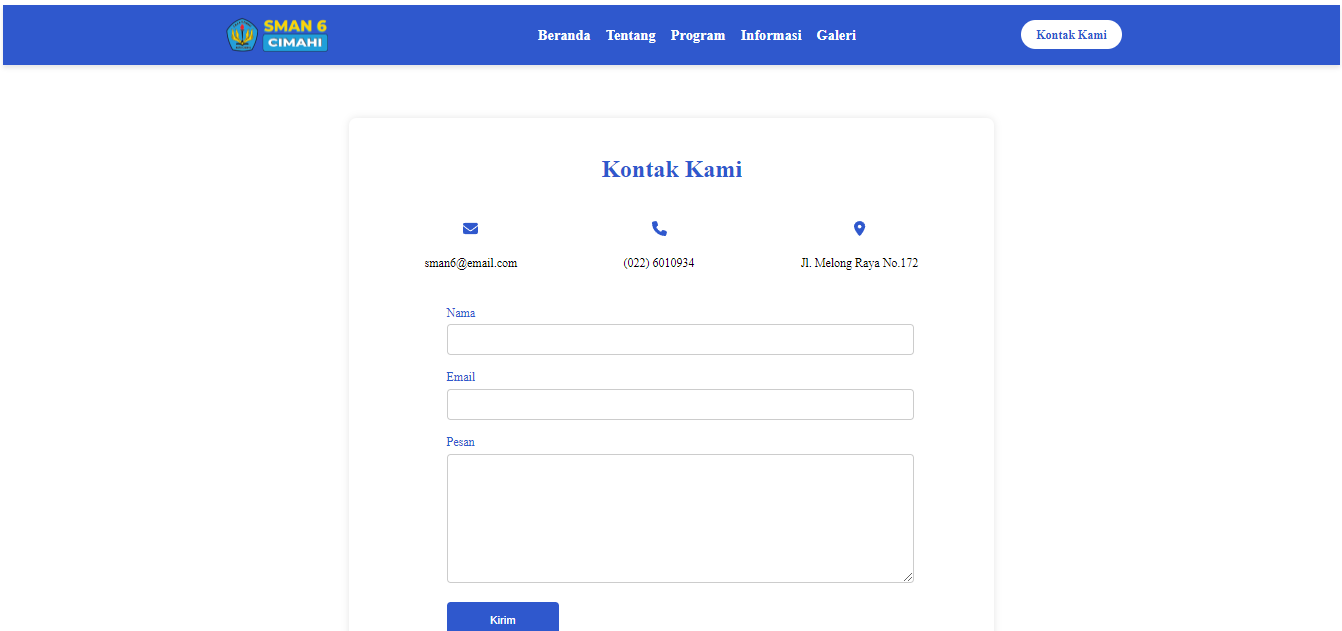 SMAN 6
CIMAHI
Beranda Tentang Program Informasi Galeri
Kontak Kami
Kontak Kami
sman6@email.com
(022) 6010934
Jl. Melong Raya No.172
Nama
Email
Pesan
Kirim